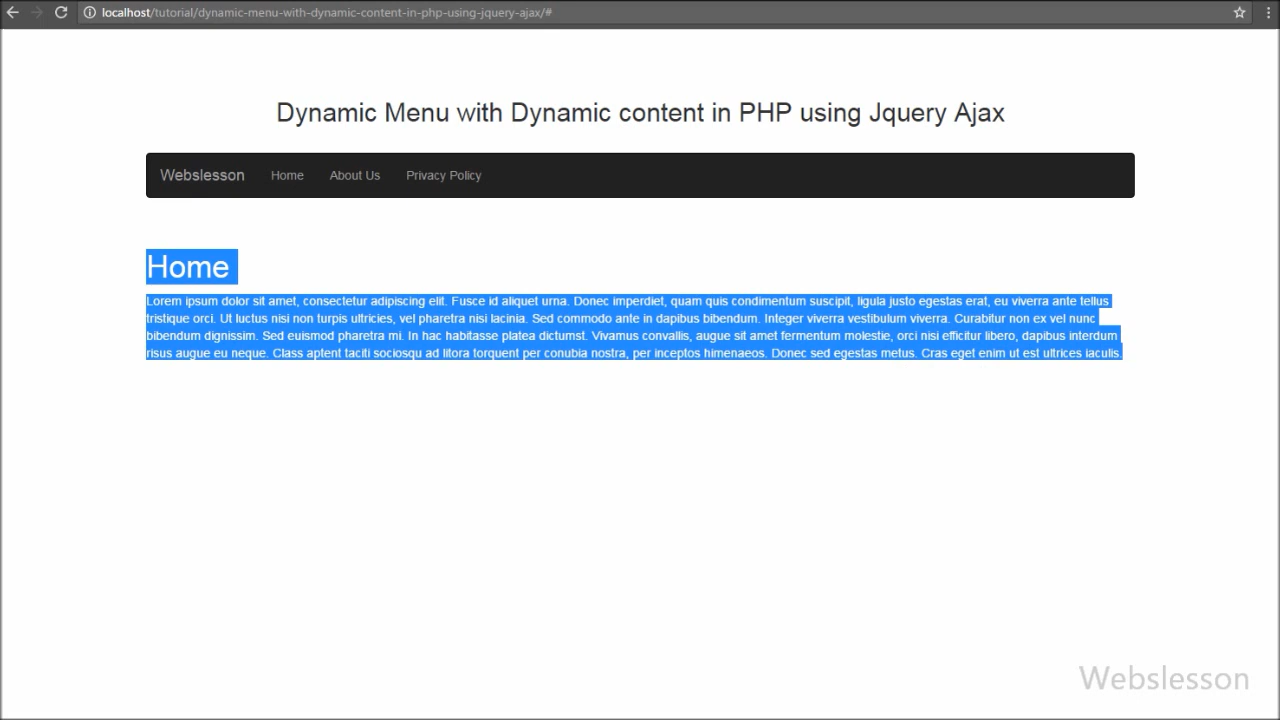 localhost/tutorial/dynamic-menu-with-dynamic-content-in-php-using-jquery-ajax/#
Dynamic Menu with Dynamic content in PHP using Jquery Ajax
Webslesson Home About Us Privacy Policy
Home
Lorem ipsum dolor sit amet, consectetur adipiscing elit. Fusce id aliquet urna. Donec imperdiet, quam quis condimentum suscipit, ligula justo egestas erat, eu viverra ante tellus
tristique orci. Ut luctus nisi non turpis ultricies, vel pharetra nisi lacinia. Sed commodo ante in dapibus bibendum. Integer viverra vestibulum viverra. Curabitur non ex vel nunc
bibendum dignissim. Sed euismod pharetra mi. In hac habitasse platea dictumst. Vivamus convallis, augue sit amet fermentum molestie, orci nisi efficitur libero, dapibus interdum
risus augue eu neque. Class aptent taciti sociosqu ad litora torquent per conubia nostra, per inceptos himenaeos. Donec sed egestas metus. Cras eget enim ut est ultrices iaculis.
Webslesson